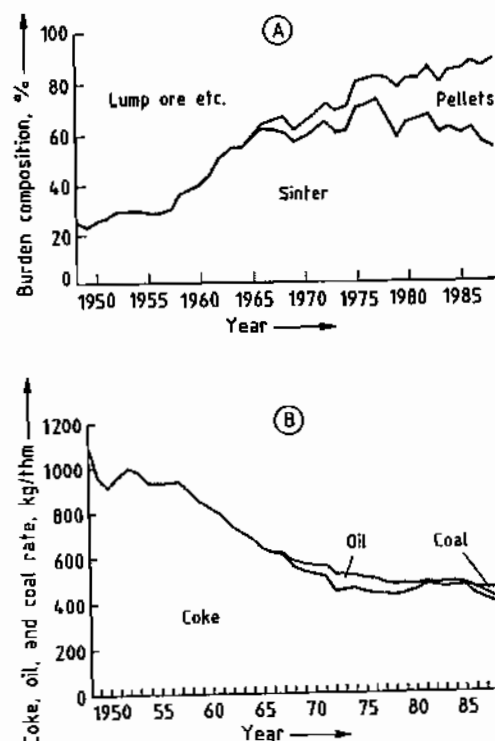 A
Burden composition, %
100
80
60
40
20
0
Lump ore etc.
Pellets
Sinter
1950 1955 1960 1965 1970 1975 1980 1985
Year
B
Coke, oil, and coal rate, kg/thm
1200
1000
800
600
400
200
0
Oil
Coal
Coke
1950 55 60 65 67 70 75 80 85
Year